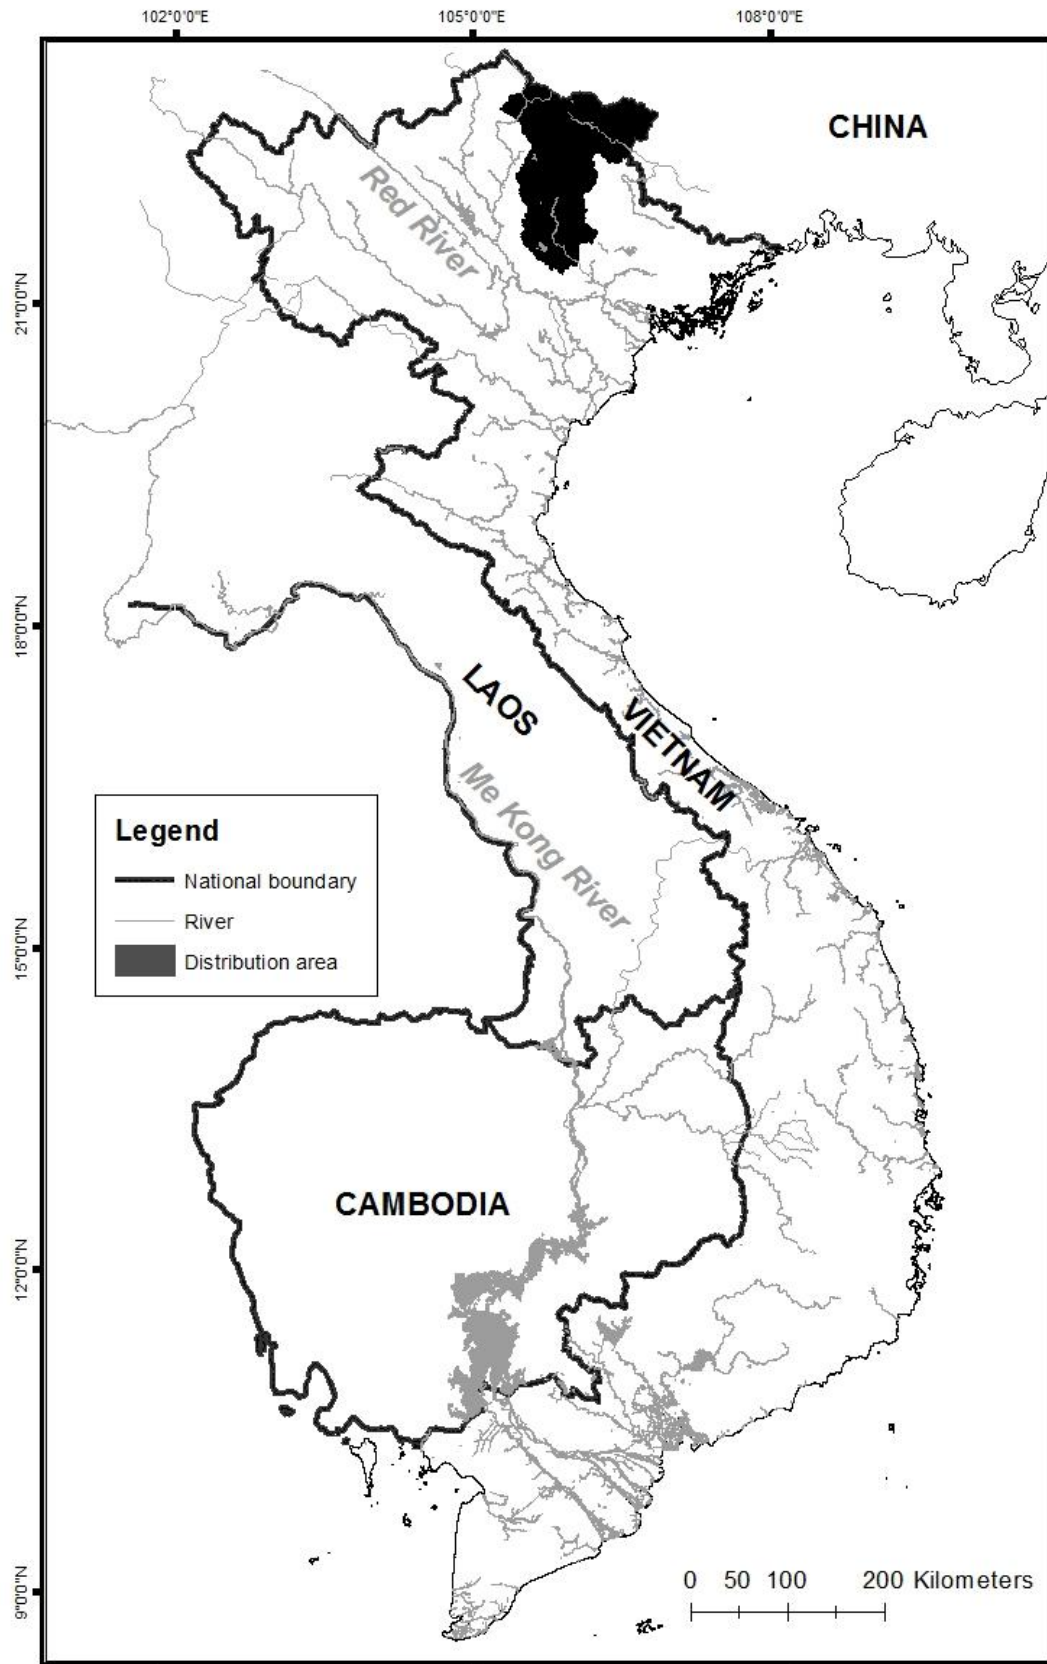 102°0'0"E 105°0'0"E 108°0'0"E
CHINA
Red River
21°0'0"N
18°0'0"N
LAOS
VIETNAM
Me Kong River
Legend
National boundary
River
Distribution area
15°0'0"N
CAMBODIA
12°0'0"N
9°0'0"N
0 50 100 200 Kilometers